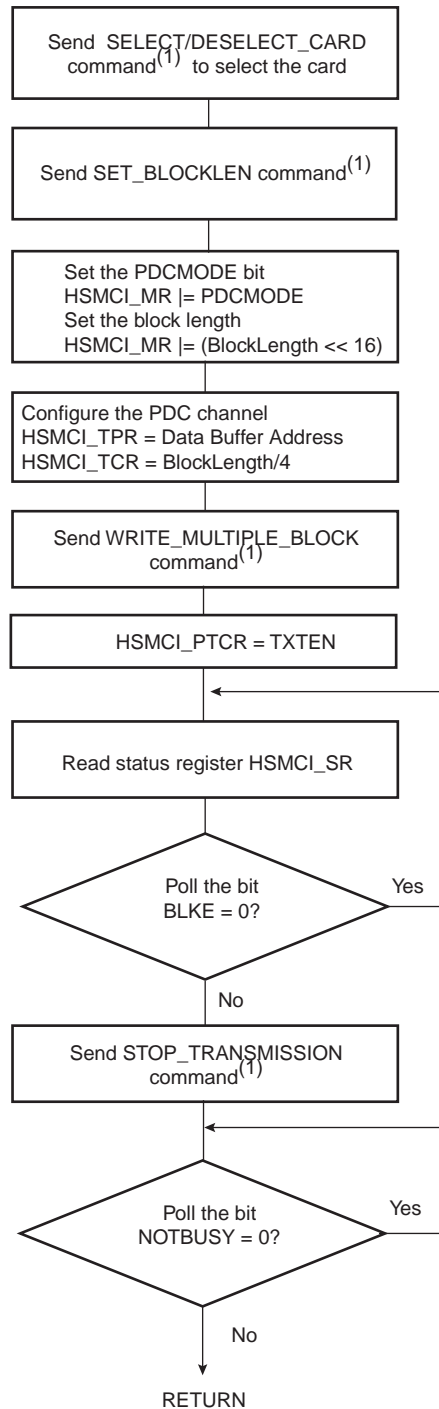 Send SELECT/DESELECT_CARD
command(1) to select the card
Send SET_BLOCKLEN command(1)
Set the PDCMODE bit
HSMCI_MR |= PDCMODE
Set the block length
HSMCI_MR |= (BlockLength << 16)
Configure the PDC channel
HSMCI_TPR = Data Buffer Address
HSMCI_TCR = BlockLength/4
Send WRITE_MULTIPLE_BLOCK
command(1)
HSMCI_PTCR = TXTEN
Read status register HSMCI_SR
Poll the bit
BLKE = 0?
Yes
No
Send STOP_TRANSMISSION
command(1)
Poll the bit
NOTBUSY = 0?
Yes
No
RETURN